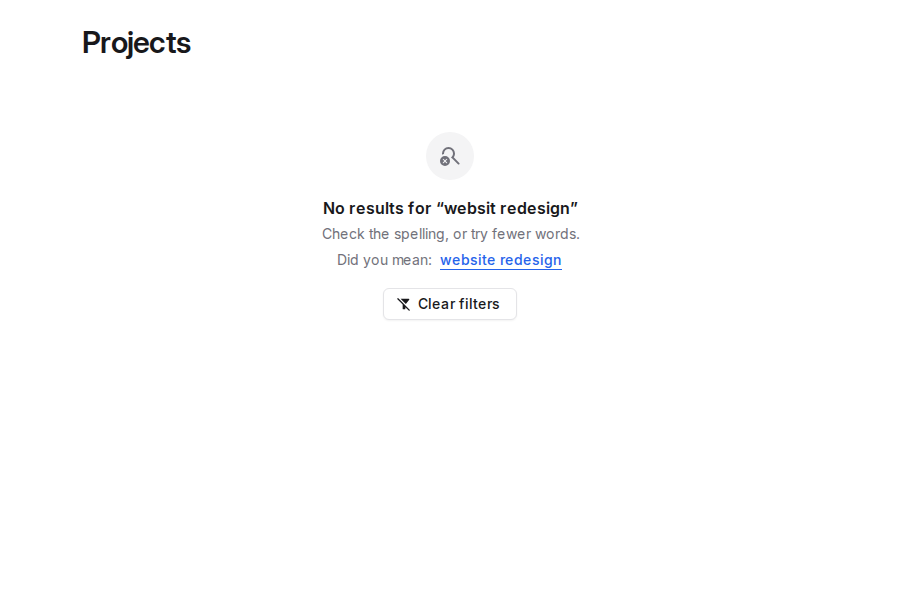 Projects
No results for “websit redesign”
Check the spelling, or try fewer words.
Did you mean: website redesign
Clear filters